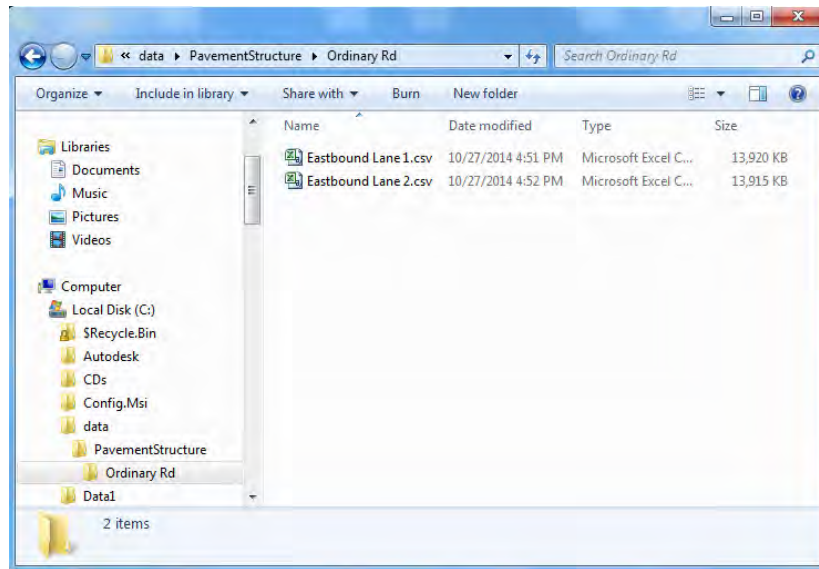 « data ▸ PavementStructure ▸ Ordinary Rd
Search Ordinary Rd
Organize Include in library Share with Burn New folder
Name Date modified Type Size
Eastbound Lane 1.csv 10/27/2014 4:51 PM Microsoft Excel C... 13,920 KB
Eastbound Lane 2.csv 10/27/2014 4:52 PM Microsoft Excel C... 13,915 KB
Libraries
Documents
Music
Pictures
Videos
Computer
Local Disk (C:)
$Recycle.Bin
Autodesk
CDs
Config.Msi
data
PavementStructure
Ordinary Rd
Data1
2 items